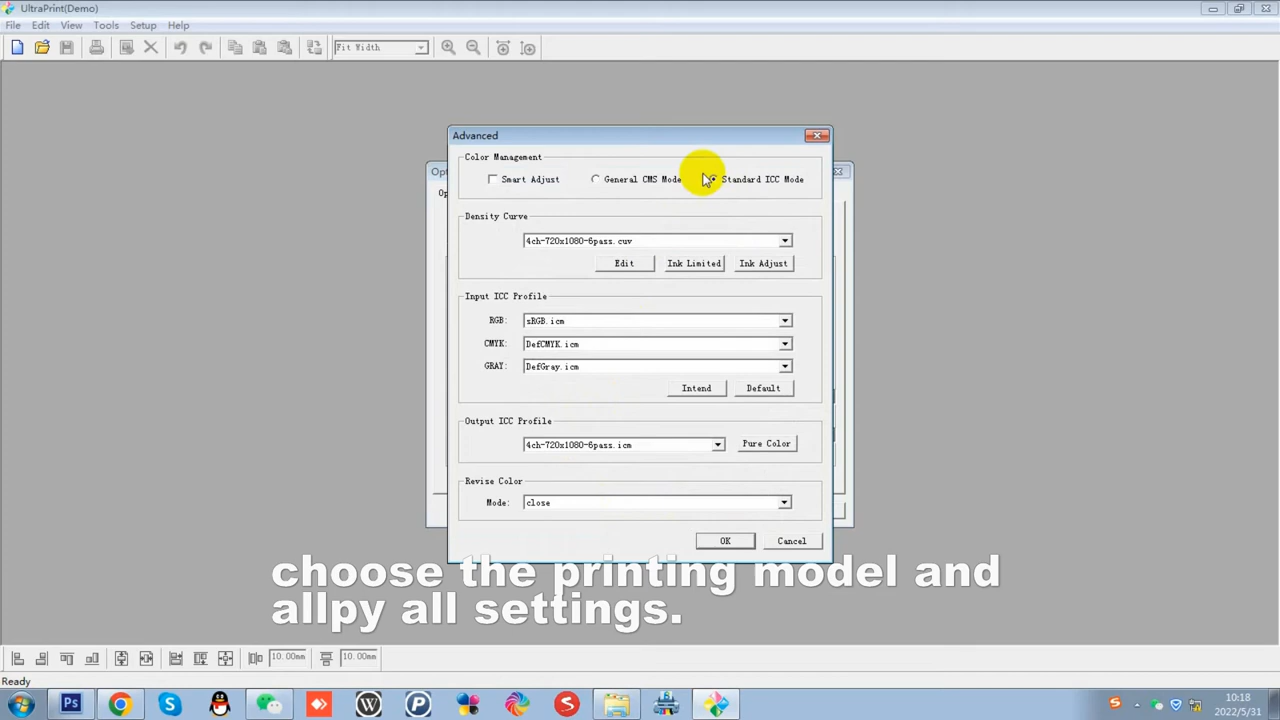 UltraPrint(Demo)
File Edit View Tools Setup Help
Fit Width
Advanced
Color Management
Smart Adjust General CMS Mode Standard ICC Mode
Density Curve
4ch-720x1080-6pass.cuv
Edit Ink Limited Ink Adjust
Input ICC Profile
RGB: sRGB.icm
CMYK: DefCMYK.icm
GRAY: DefGray.icm
Intend Default
Output ICC Profile
4ch-720x1080-6pass.icm Pure Color
Revise Color
Mode: close
OK Cancel
choose the printing model and
allpy all settings.
10.00mm 10.00mm
Ready
Ps
10:18
2022/5/31